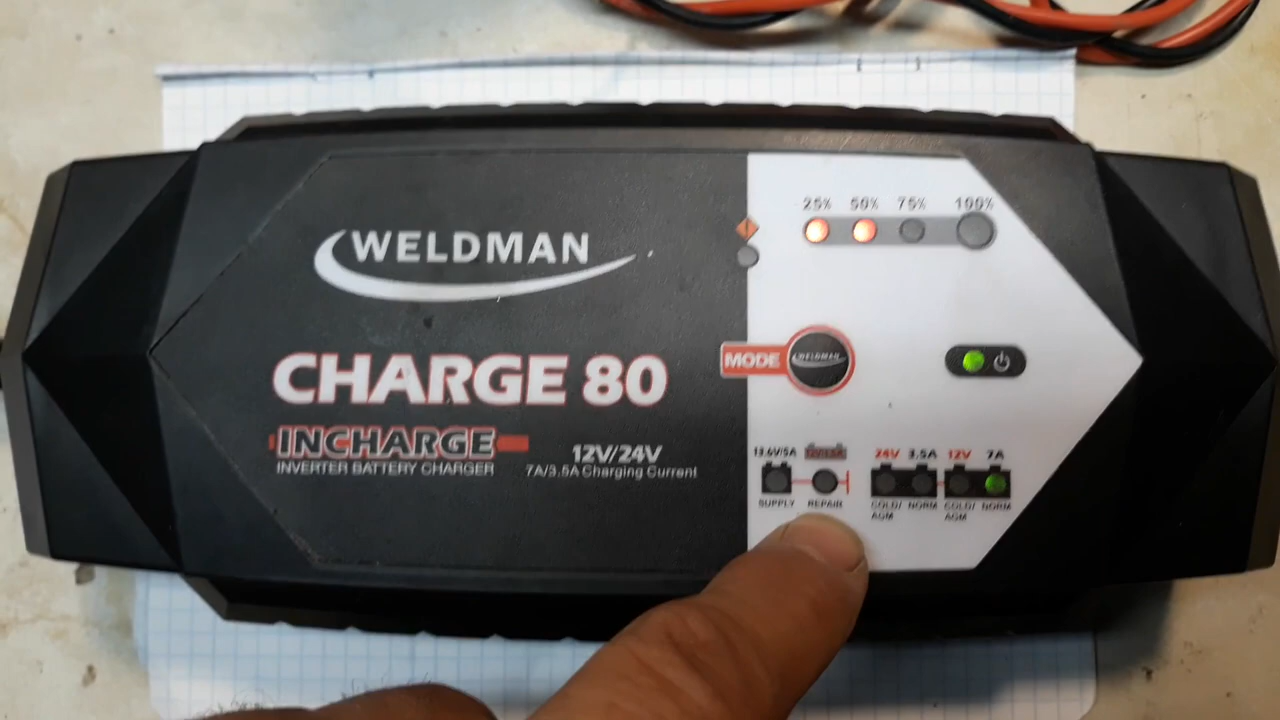 WELDMAN
CHARGE 80
INCHARGE
INVERTER BATTERY CHARGER
12V/24V
7A/3.5A Charging Current
25% 50% 75% 100%
MODE
WELDMAN
13.6V/5A
SUPPLY
REPAIR
24V 3.5A 12V 7A
COLD/AGM NORM COLD/AGM NORM